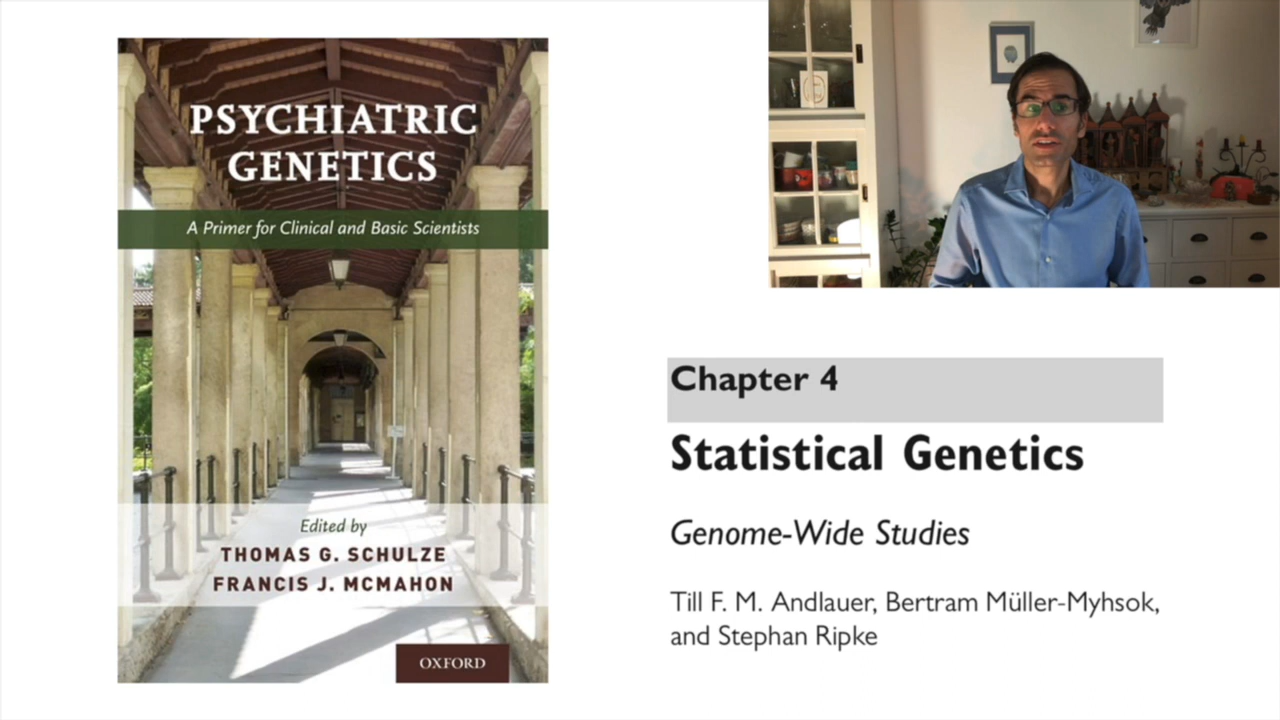 PSYCHIATRIC
GENETICS
A Primer for Clinical and Basic Scientists
Edited by
THOMAS G. SCHULZE
FRANCIS J. MCMAHON
OXFORD
Chapter 4
Statistical Genetics
Genome-Wide Studies
Till F. M. Andlauer, Bertram Müller-Myhsok,
and Stephan Ripke